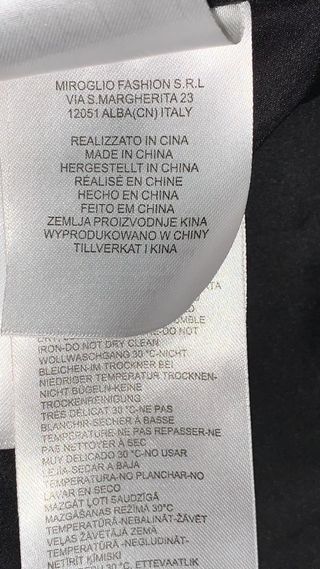 MIROGLIO FASHION S.R.L
VIA S.MARGHERITA 23
12051 ALBA(CN) ITALY
REALIZZATO IN CINA
MADE IN CHINA
HERGESTELLT IN CHINA
RÉALISÉ EN CHINE
HECHO EN CHINA
FEITO EM CHINA
ZEMLJA PROIZVODNJE KINA
WYPRODUKOWANO W CHINY
TILLVERKAT I KINA
NOT
IRON-DO NOT DRY CLEAN
WOLLWASCHGANG 30 °C-NICHT
BLEICHEN-IM TROCKNER BEI
NIEDRIGER TEMPERATUR TROCKNEN-
NICHT BÜGELN-KEINE
TROCKENREINIGUNG
TRÈS DÉLICAT 30 °C-NE PAS
BLANCHIR-SÉCHER À BASSE
TEMPÉRATURE-NE PAS REPASSER-NE
PAS NETTOYER À SEC
MUY DELICADO 30 °C-NO USAR
LEJÍA-SECAR A BAJA
TEMPERATURA-NO PLANCHAR-NO
LAVAR EN SECO
MAZGĀT ĻOTI SAUDZĪGĀ
MAZGĀŠANAS REŽĪMĀ 30°C
TEMPERATŪRĀ-NEBALINĀT-ŽĀVĒT
VEĻAS ŽĀVĒTĀJĀ ZEMĀ
TEMPERATŪRĀ -NEGLUDINĀT-
NETĪRĪT ĶĪMISKI
30 °C, ETTEVAATLIK